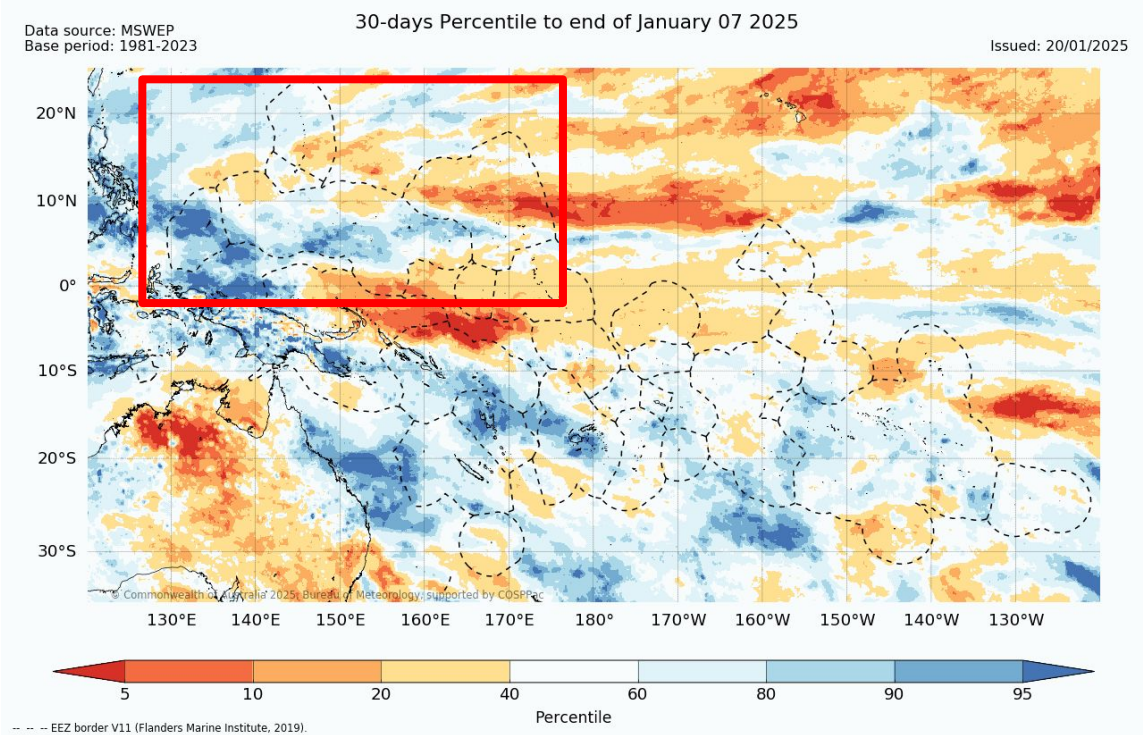 30-days Percentile to end of January 07 2025
Data source: MSWEP
Base period: 1981-2023
Issued: 20/01/2025
20°N
10°N
0°
10°S
20°S
30°S
© Commonwealth of Australia 2025, Bureau of Meteorology, supported by COSPPac
130°E 140°E 150°E 160°E 170°E 180° 170°W 160°W 150°W 140°W 130°W
5 10 20 40 60 80 90 95
Percentile
-- -- -- EEZ border V11 (Flanders Marine Institute, 2019).